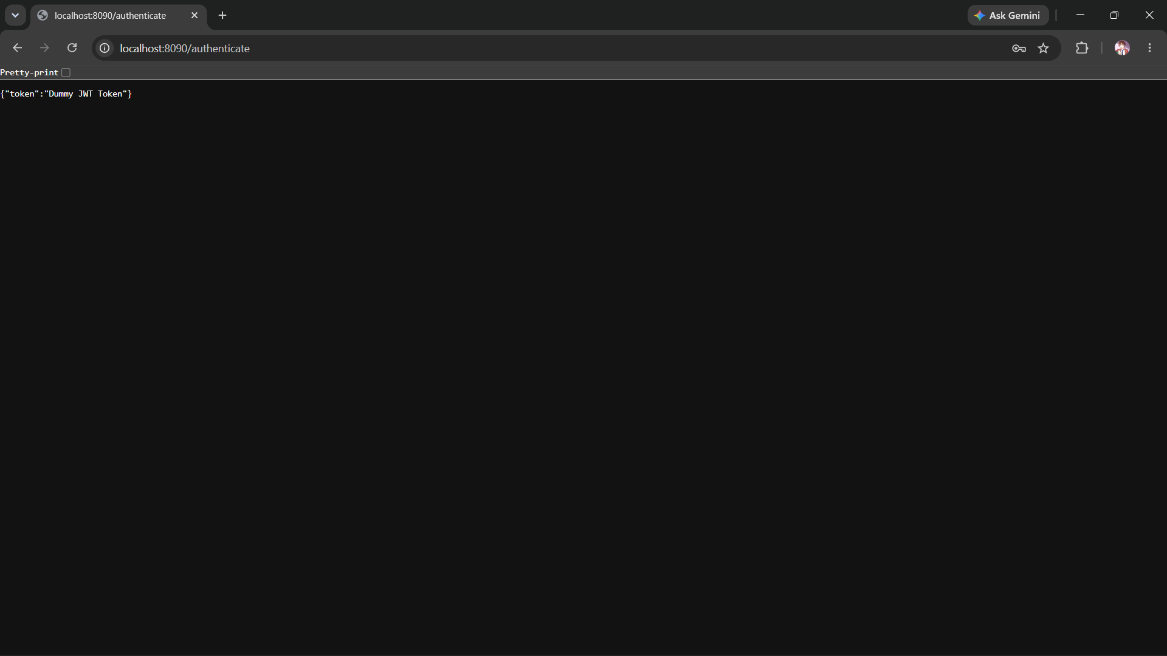 localhost:8090/authenticate
Ask Gemini
localhost:8090/authenticate
Pretty-print
{"token":"Dummy JWT Token"}